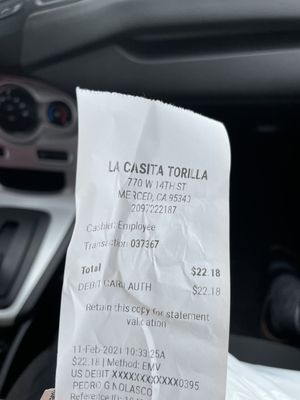 LA CASITA TORILLA
770 W 14TH ST
MERCED, CA 95340
2097222187
Cashier: Employee
Transaction 037367
Total $22.18
DEBIT CARD AUTH $22.18
Retain this copy for statement
validation
11-Feb-2021 10:33:25A
$22.18 | Method: EMV
US DEBIT XXXXXXXXXXXX0395
PEDRO G NOLASCO
Reference ID: